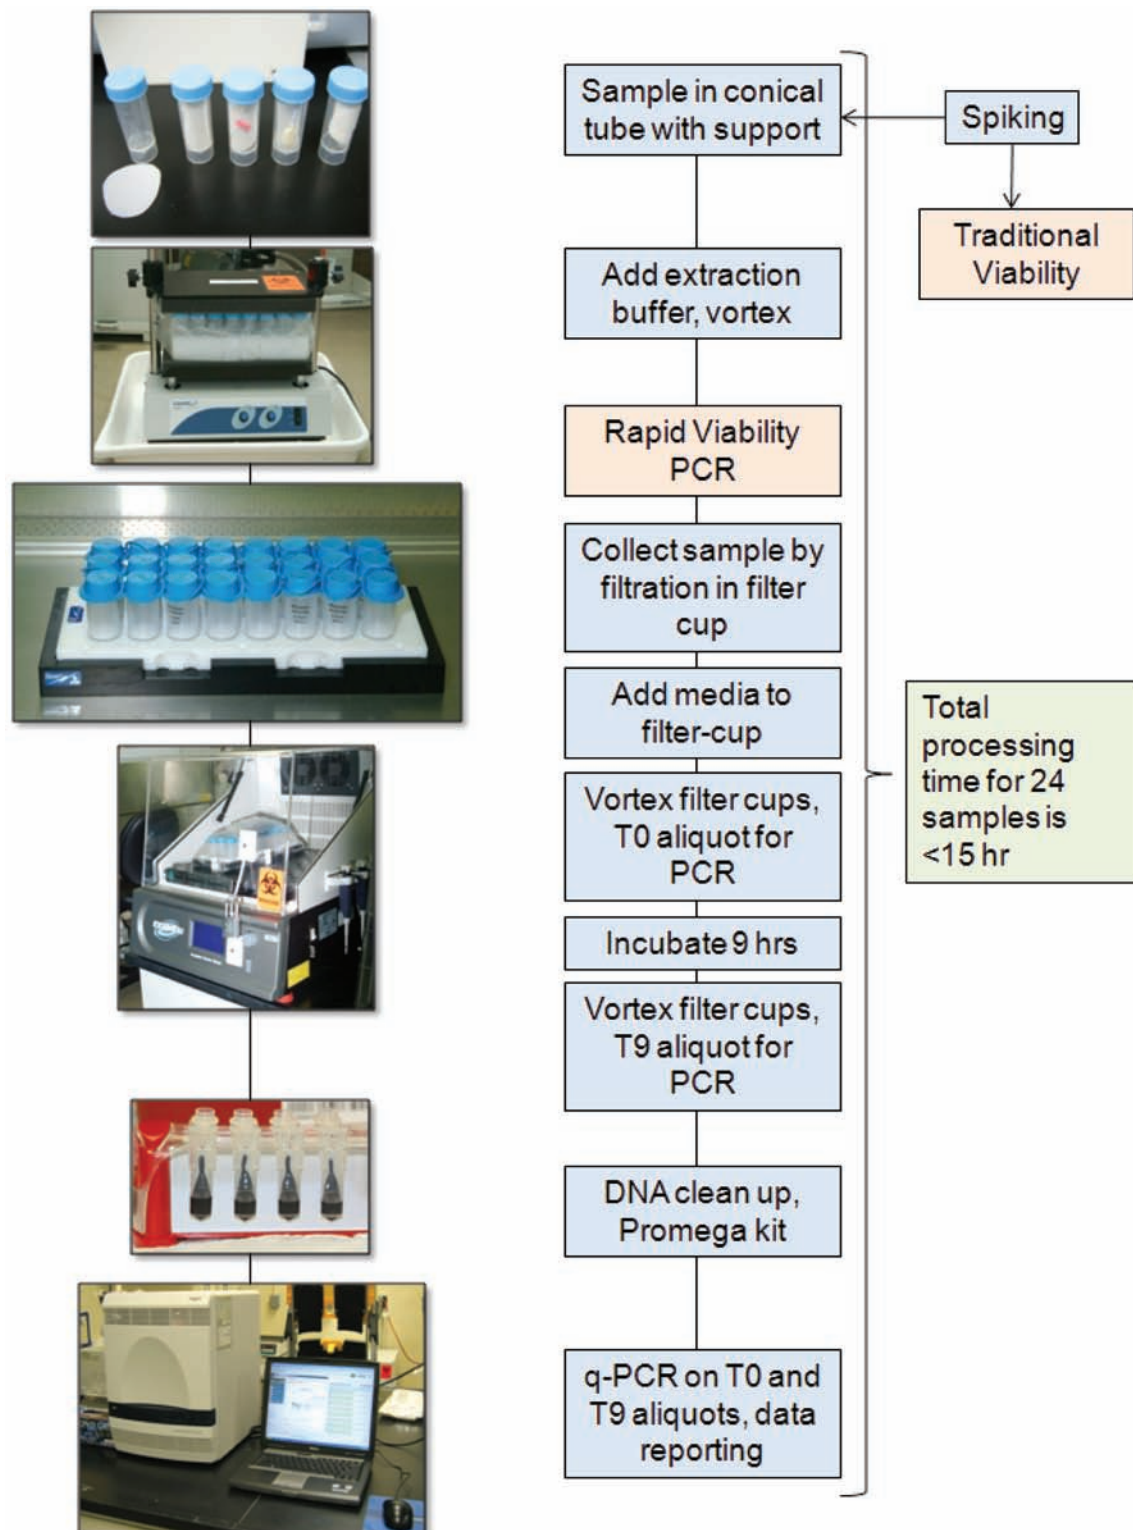 Sample in conical
tube with support
Spiking
Traditional
Viability
Add extraction
buffer, vortex
Rapid Viability
PCR
Collect sample by
filtration in filter
cup
Add media to
filter-cup
Total
processing
time for 24
samples is
<15 hr
Vortex filter cups,
T0 aliquot for
PCR
Incubate 9 hrs
Vortex filter cups,
T9 aliquot for
PCR
DNA clean up,
Promega kit
q-PCR on T0 and
T9 aliquots, data
reporting